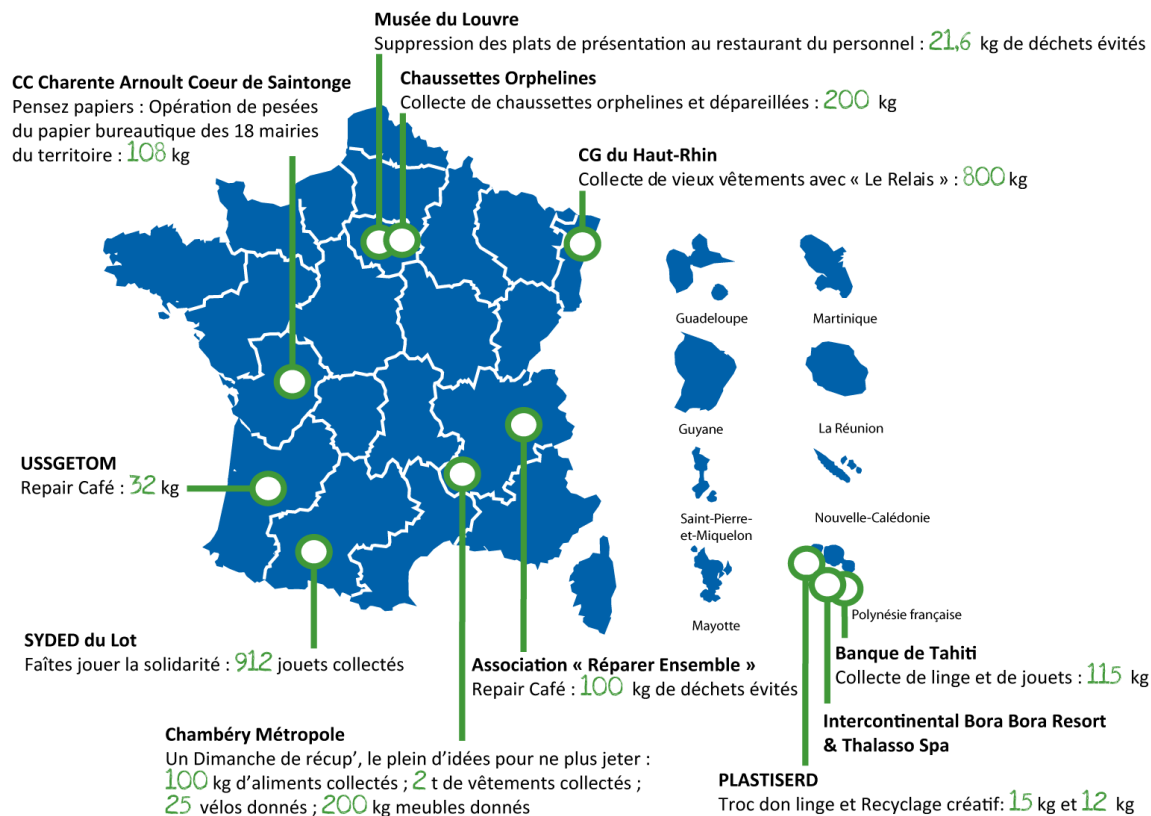 Musée du Louvre
Suppression des plats de présentation au restaurant du personnel : 21,6 kg de déchets évités
CC Charente Arnoult Coeur de Saintonge
Pensez papiers : Opération de pesées
du papier bureautique des 18 mairies
du territoire : 108 kg
Chaussettes Orphelines
Collecte de chaussettes orphelines et dépareillées : 200 kg
CG du Haut-Rhin
Collecte de vieux vêtements avec « Le Relais » : 800 kg
Guadeloupe
Martinique
Guyane
La Réunion
Saint-Pierre-
et-Miquelon
Nouvelle-Calédonie
Mayotte
Polynésie française
USSGETOM
Repair Café : 32 kg
SYDED du Lot
Faîtes jouer la solidarité : 912 jouets collectés
Association « Réparer Ensemble »
Repair Café : 100 kg de déchets évités
Banque de Tahiti
Collecte de linge et de jouets : 115 kg
Intercontinental Bora Bora Resort
& Thalasso Spa
Chambéry Métropole
Un Dimanche de récup’, le plein d’idées pour ne plus jeter :
100 kg d’aliments collectés ; 2 t de vêtements collectés ;
25 vélos donnés ; 200 kg meubles donnés
PLASTISERD
Troc don linge et Recyclage créatif: 15 kg et 12 kg